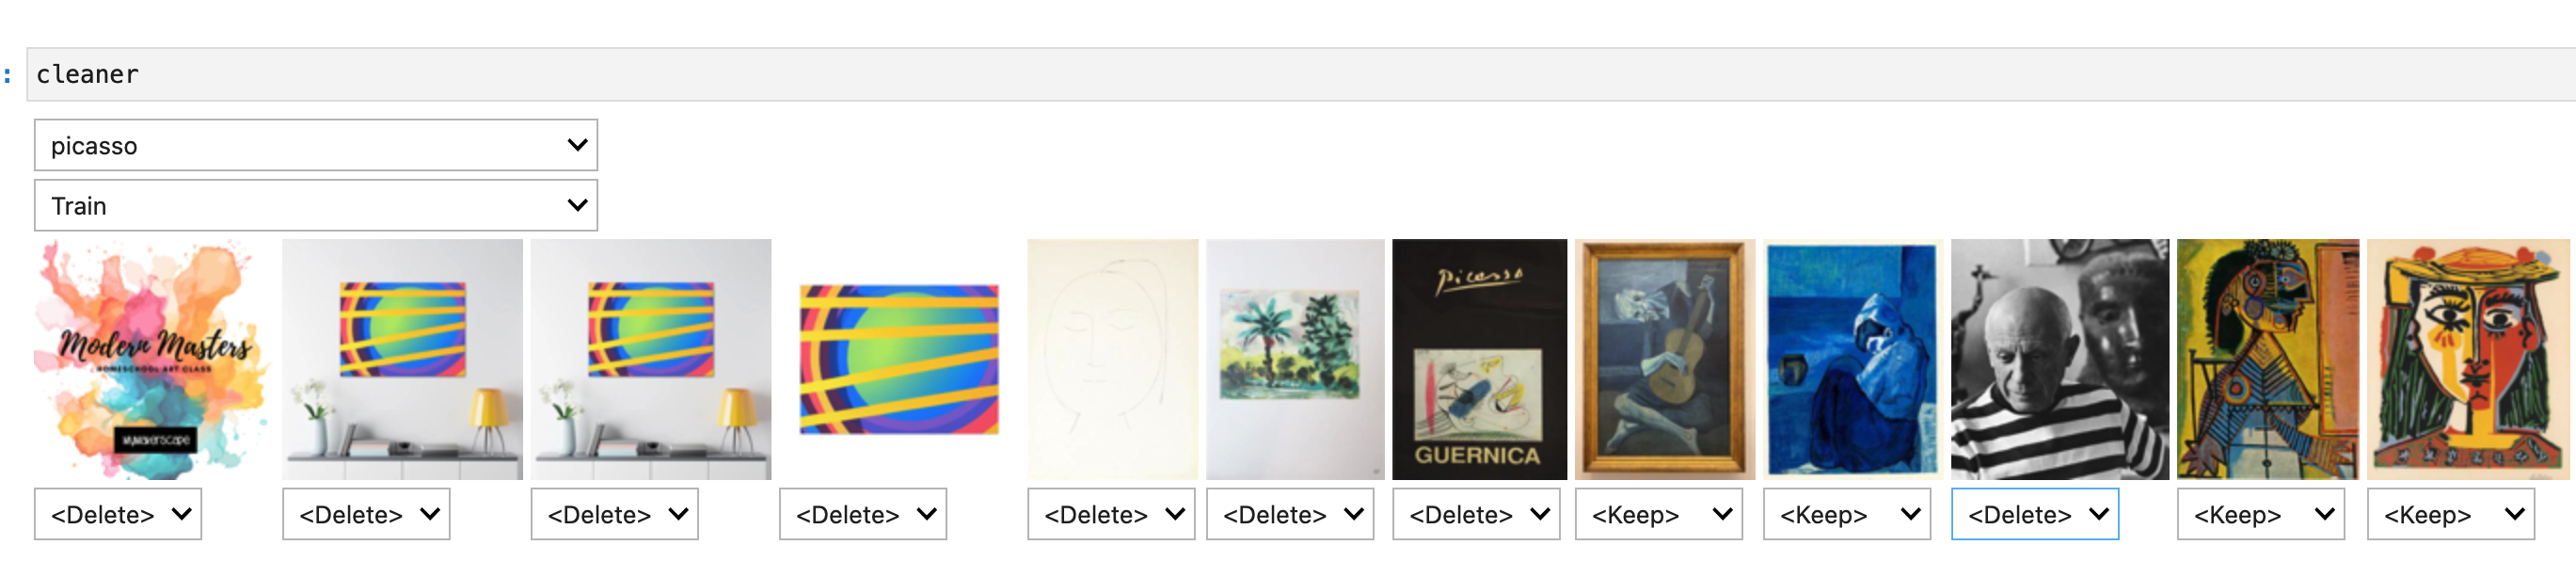 :
cleaner
picasso
Train
Modern Masters
HOMESCHOOL ART CLASS
MyMakerscape
Picasso
GUERNICA
<Delete>
<Delete>
<Delete>
<Delete>
<Delete>
<Delete>
<Delete>
<Keep>
<Keep>
<Delete>
<Keep>
<Keep>